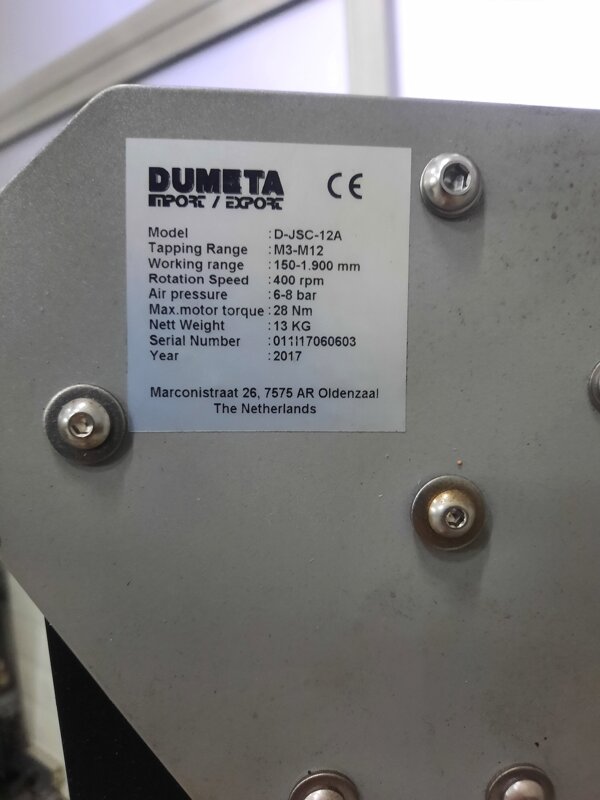 DUMETA CE
IMPORT / EXPORT
Model : D-JSC-12A
Tapping Range : M3-M12
Working range : 150-1.900 mm
Rotation Speed : 400 rpm
Air pressure : 6-8 bar
Max.motor torque : 28 Nm
Nett Weight : 13 KG
Serial Number : 011I17060603
Year : 2017
Marconistraat 26, 7575 AR Oldenzaal
The Netherlands